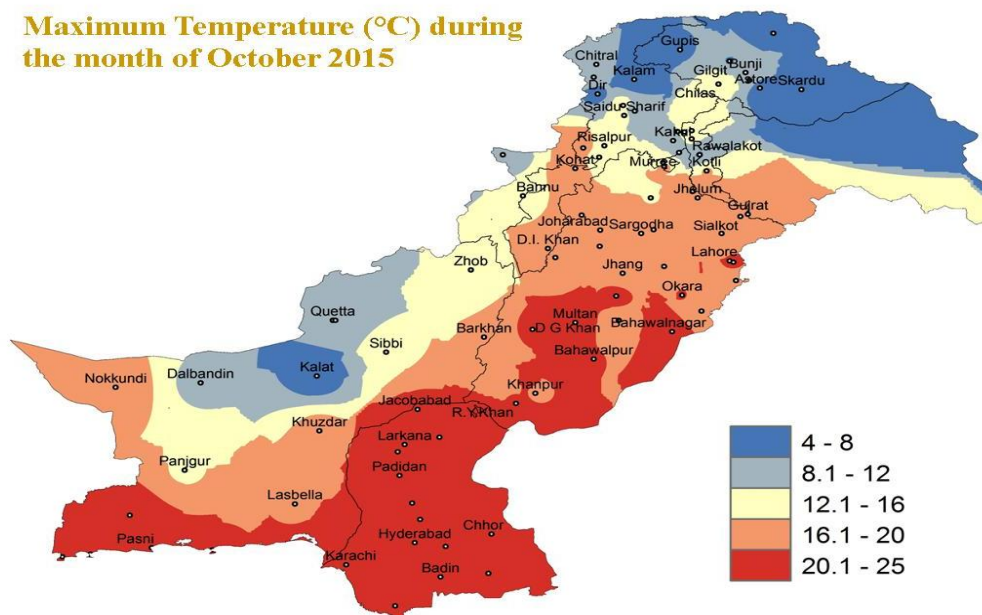 Maximum Temperature (°C) during
the month of October 2015
Gupis
Chitral
Bunji
Gilgit
Kalam
Astore
Skardu
Dir
Chilas
Saidu Sharif
Risalpur
Rawalakot
Kohat
Murree
Kotli
Bannu
Jhelum
Gujrat
Joharabad
Sargodha
Sialkot
D.I. Khan
Lahore
Zhob
Jhang
Okara
Quetta
Multan
Barkhan
D G Khan
Bahawalnagar
Sibbi
Bahawalpur
Kalat
Dalbandin
Nokkundi
Khanpur
Jacobabad
R.Y.Khan
Khuzdar
Larkana
Panjgur
Padidan
Lasbella
Chhor
Pasni
Hyderabad
Karachi
Badin
4 - 8
8.1 - 12
12.1 - 16
16.1 - 20
20.1 - 25